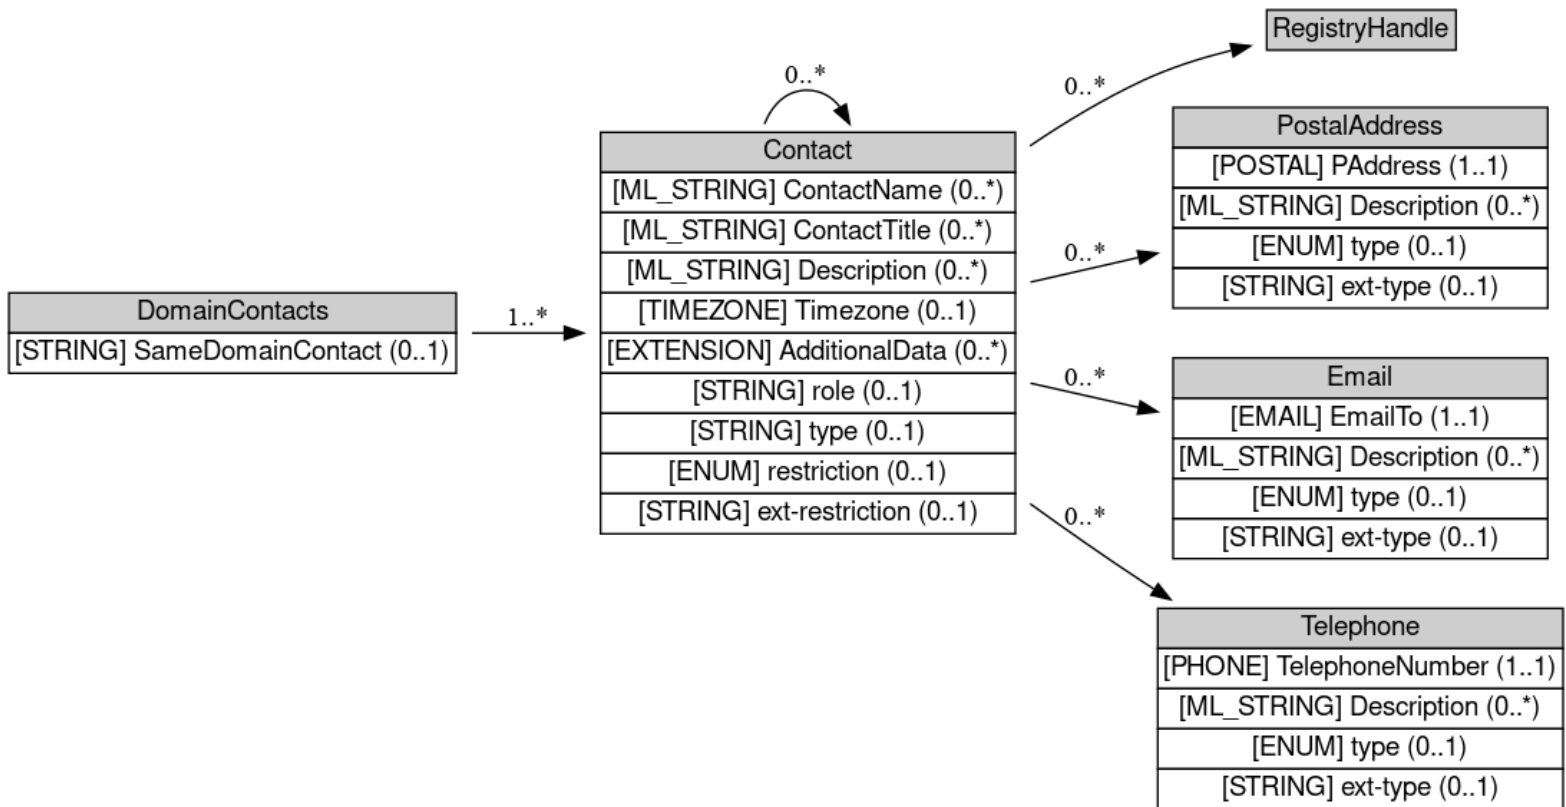 DomainContacts
[STRING] SameDomainContact (0..1)
1..*
0..*
Contact
[ML_STRING] ContactName (0..*)
[ML_STRING] ContactTitle (0..*)
[ML_STRING] Description (0..*)
[TIMEZONE] Timezone (0..1)
[EXTENSION] AdditionalData (0..*)
[STRING] role (0..1)
[STRING] type (0..1)
[ENUM] restriction (0..1)
[STRING] ext-restriction (0..1)
0..*
RegistryHandle
0..*
PostalAddress
[POSTAL] PAddress (1..1)
[ML_STRING] Description (0..*)
[ENUM] type (0..1)
[STRING] ext-type (0..1)
0..*
Email
[EMAIL] EmailTo (1..1)
[ML_STRING] Description (0..*)
[ENUM] type (0..1)
[STRING] ext-type (0..1)
0..*
Telephone
[PHONE] TelephoneNumber (1..1)
[ML_STRING] Description (0..*)
[ENUM] type (0..1)
[STRING] ext-type (0..1)